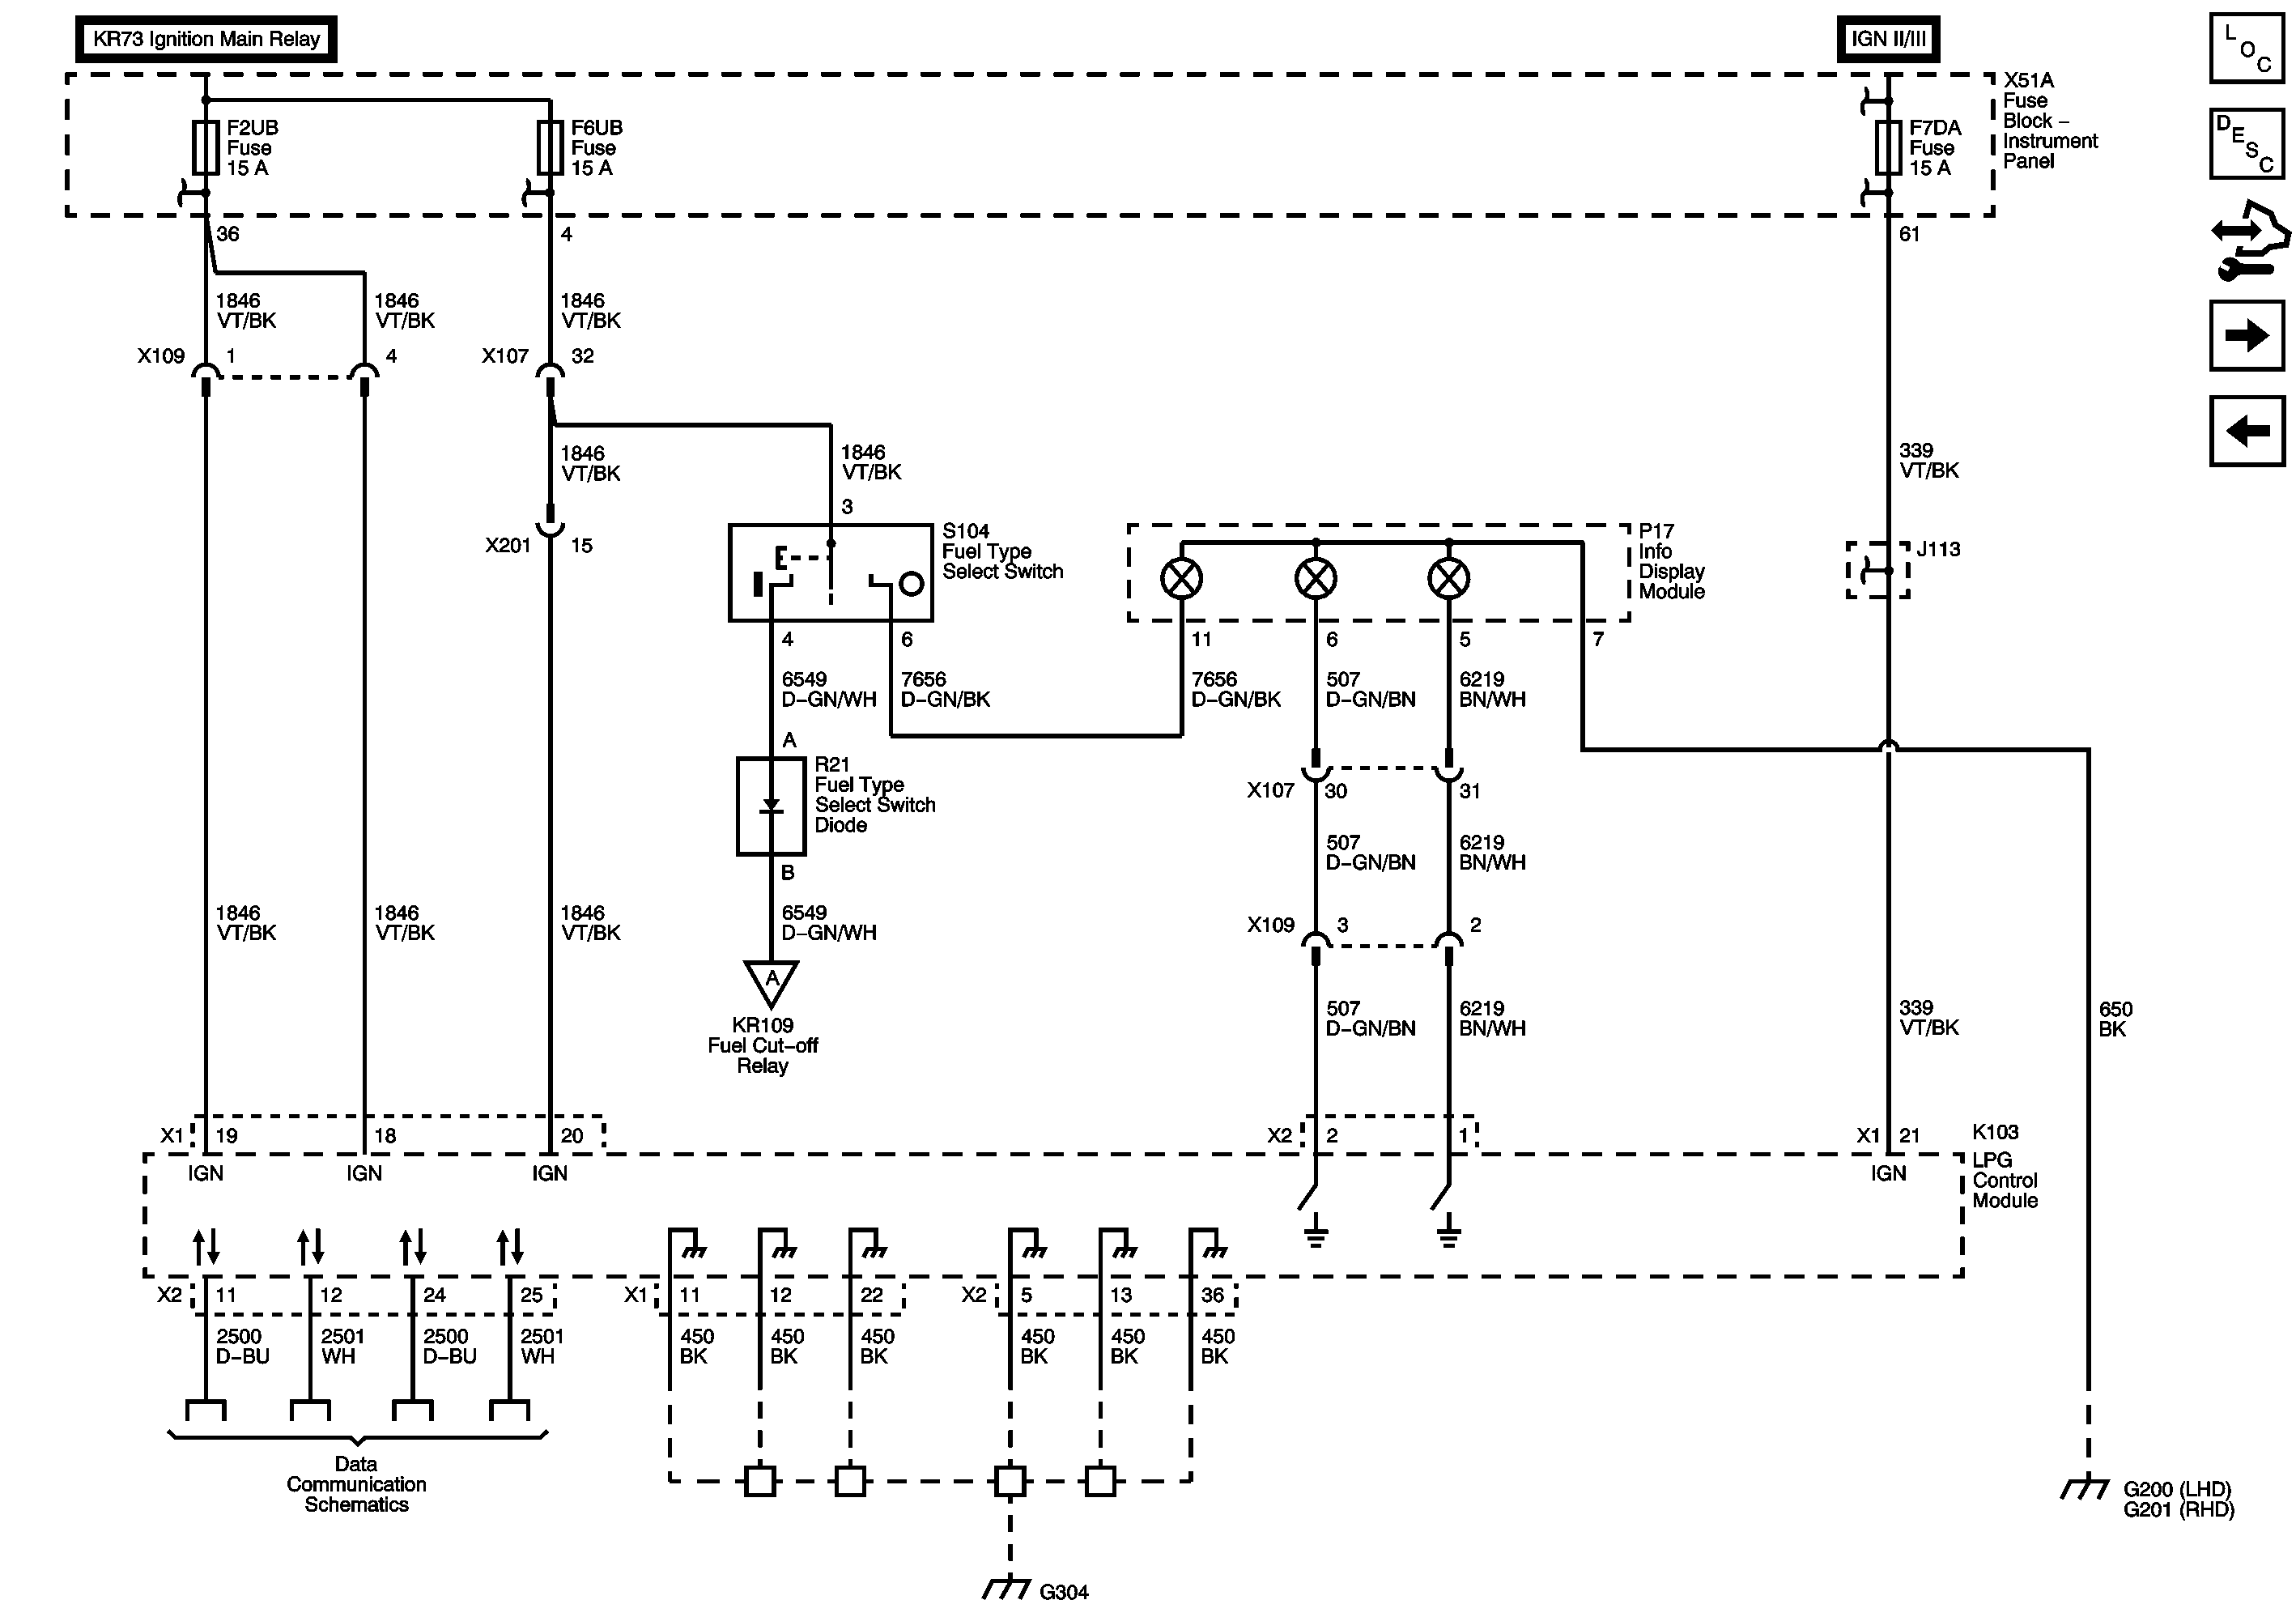 KR73 Ignition Main Relay
IGN II/III
L
O
C
D
E
S
C
X51A
Fuse
Block –
Instrument
Panel
F2UB
Fuse
15 A
F6UB
Fuse
15 A
F7DA
Fuse
15 A
36
4
61
1846
VT/BK
1846
VT/BK
1846
VT/BK
X109
1
4
X107
32
1846
VT/BK
1846
VT/BK
339
VT/BK
3
X201
15
S104
Fuel Type
Select Switch
P17
Info
Display
Module
J113
4
6
11
6
5
7
6549
D–GN/WH
7656
D–GN/BK
7656
D–GN/BK
507
D–GN/BN
6219
BN/WH
A
R21
Fuel Type
Select Switch
Diode
B
X107
30
31
507
D–GN/BN
6219
BN/WH
1846
VT/BK
1846
VT/BK
1846
VT/BK
6549
D–GN/WH
X109
3
2
A
KR109
Fuel Cut–off
Relay
507
D–GN/BN
6219
BN/WH
339
VT/BK
650
BK
X1
19
18
20
X2
2
1
X1
21
K103
LPG
Control
Module
IGN
IGN
IGN
IGN
X2
11
12
24
25
X1
11
12
22
X2
5
13
36
2500
D–BU
2501
WH
2500
D–BU
2501
WH
450
BK
450
BK
450
BK
450
BK
450
BK
450
BK
Data
Communication
Schematics
G200 (LHD)
G201 (RHD)
G304